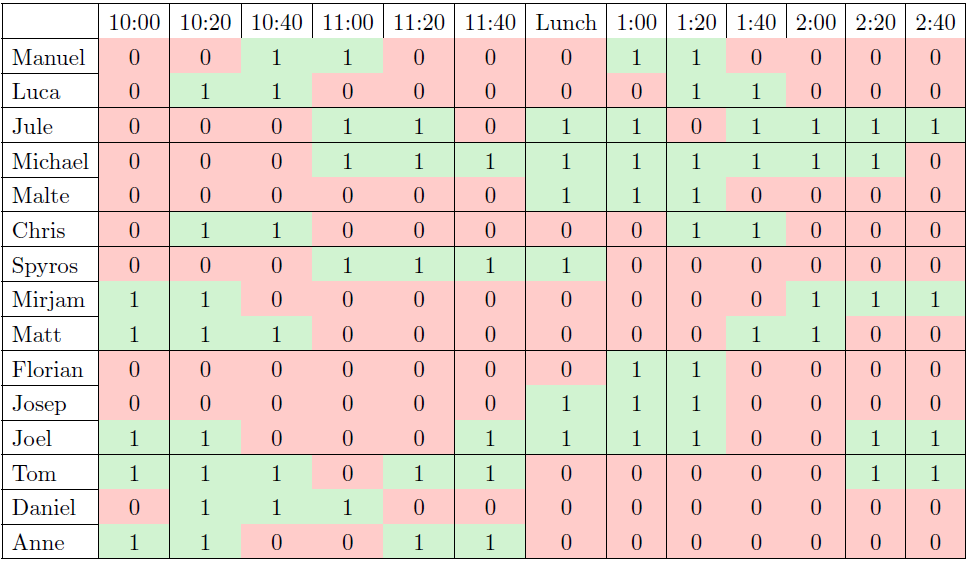 10:00 10:20 10:40 11:00 11:20 11:40 Lunch 1:00 1:20 1:40 2:00 2:20 2:40
Manuel 0 0 1 1 0 0 0 1 1 0 0 0 0
Luca 0 1 1 0 0 0 0 0 1 1 0 0 0
Jule 0 0 0 1 1 0 1 1 0 1 1 1 1
Michael 0 0 0 1 1 1 1 1 1 1 1 1 0
Malte 0 0 0 0 0 0 1 1 1 0 0 0 0
Chris 0 1 1 0 0 0 0 0 1 1 0 0 0
Spyros 0 0 0 1 1 1 1 0 0 0 0 0 0
Mirjam 1 1 0 0 0 0 0 0 0 0 1 1 1
Matt 1 1 1 0 0 0 0 0 0 1 1 0 0
Florian 0 0 0 0 0 0 0 1 1 0 0 0 0
Josep 0 0 0 0 0 0 1 1 1 0 0 0 0
Joel 1 1 0 0 0 1 1 1 1 0 0 1 1
Tom 1 1 1 0 1 1 0 0 0 0 0 1 1
Daniel 0 1 1 1 0 0 0 0 0 0 0 0 0
Anne 1 1 0 0 1 1 0 0 0 0 0 0 0